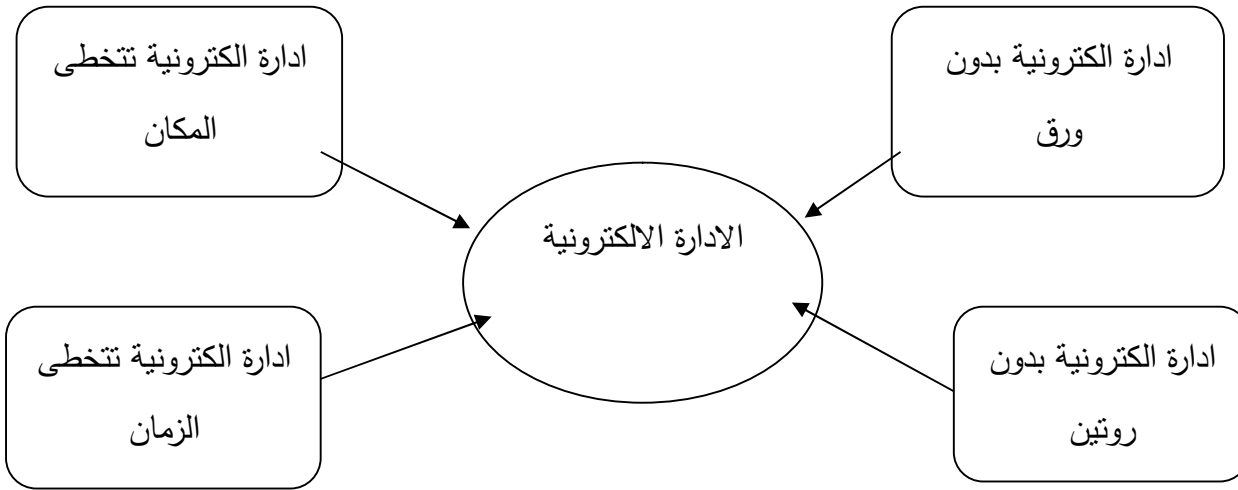 ادارة الكترونية بدون
ورق
ادارة الكترونية تتخطى
المكان
الادارة الالكترونية
ادارة الكترونية بدون
روتين
ادارة الكترونية تتخطى
الزمان